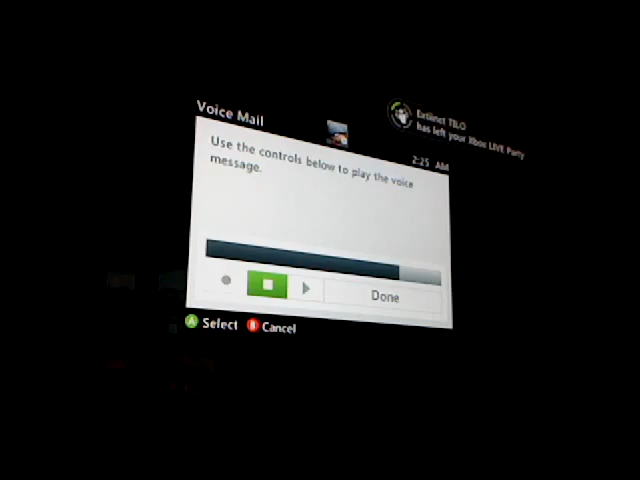 Voice Mail
Extinct TILO
has left your Xbox LIVE Party
2:25 AM
Use the controls below to play the voice
message.
Done
A Select B Cancel